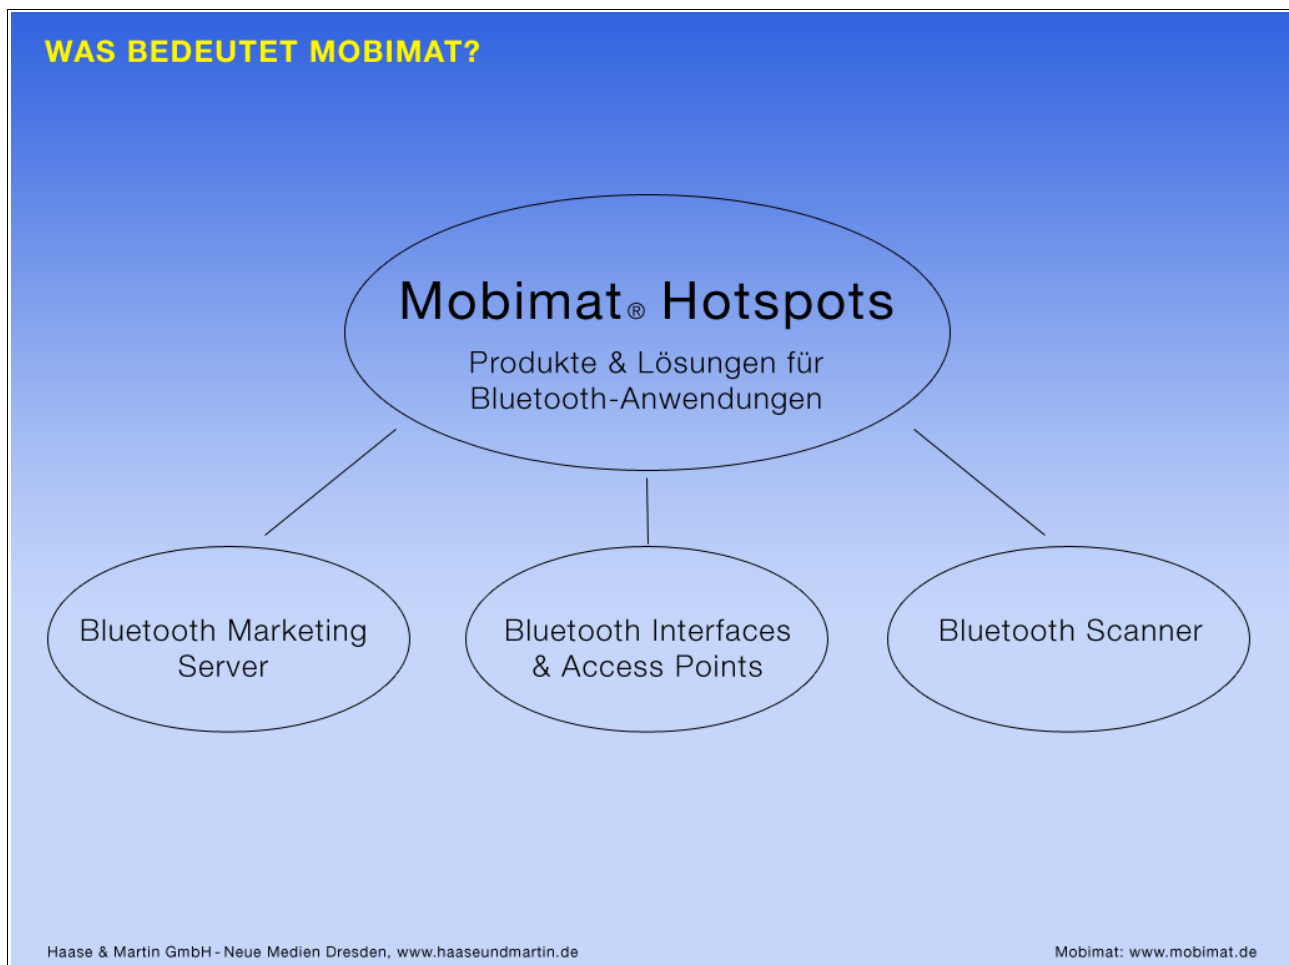 WAS BEDEUTET MOBIMAT?
Mobimat® Hotspots
Produkte & Lösungen für
Bluetooth-Anwendungen
Bluetooth Marketing
Server
Bluetooth Interfaces
& Access Points
Bluetooth Scanner
Haase & Martin GmbH - Neue Medien Dresden, www.haaseundmartin.de
Mobimat: www.mobimat.de